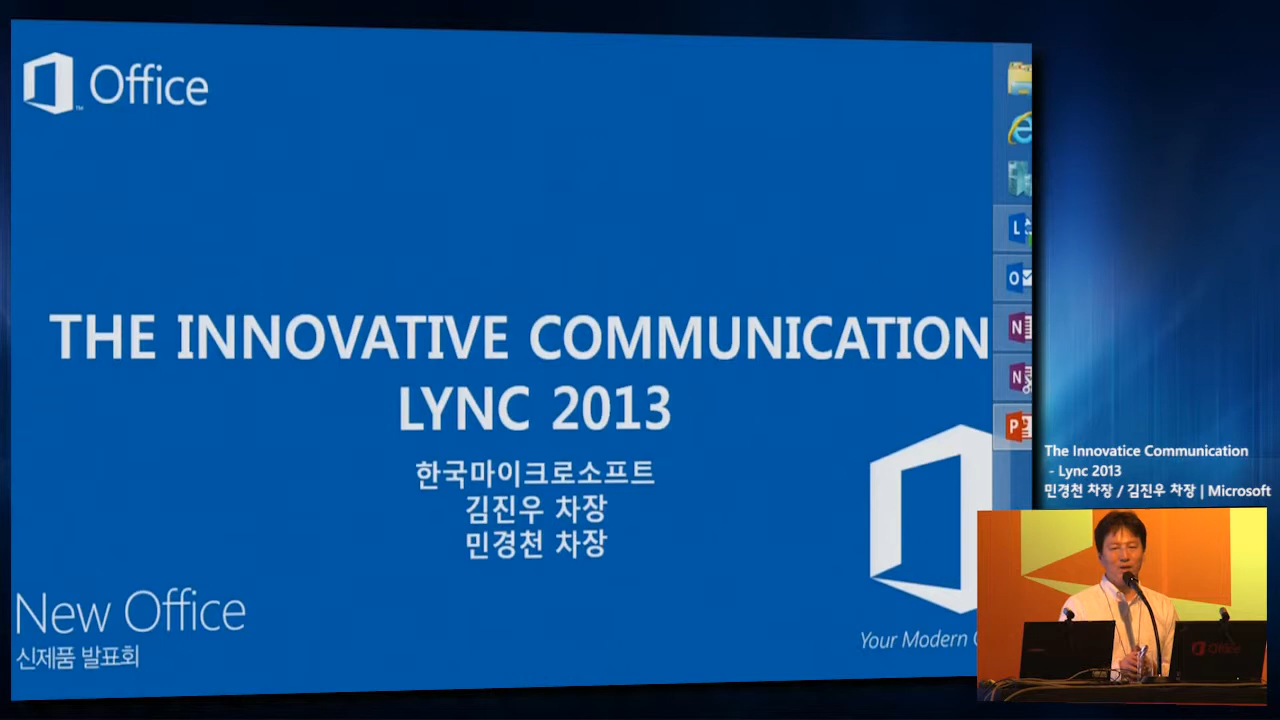 Office
THE INNOVATIVE COMMUNICATION
LYNC 2013
한국마이크로소프트
김진우 차장
민경천 차장
New Office
신제품 발표회
Your Modern
The Innovatice Communication
- Lync 2013
민경천 차장 / 김진우 차장 | Microsoft
Office